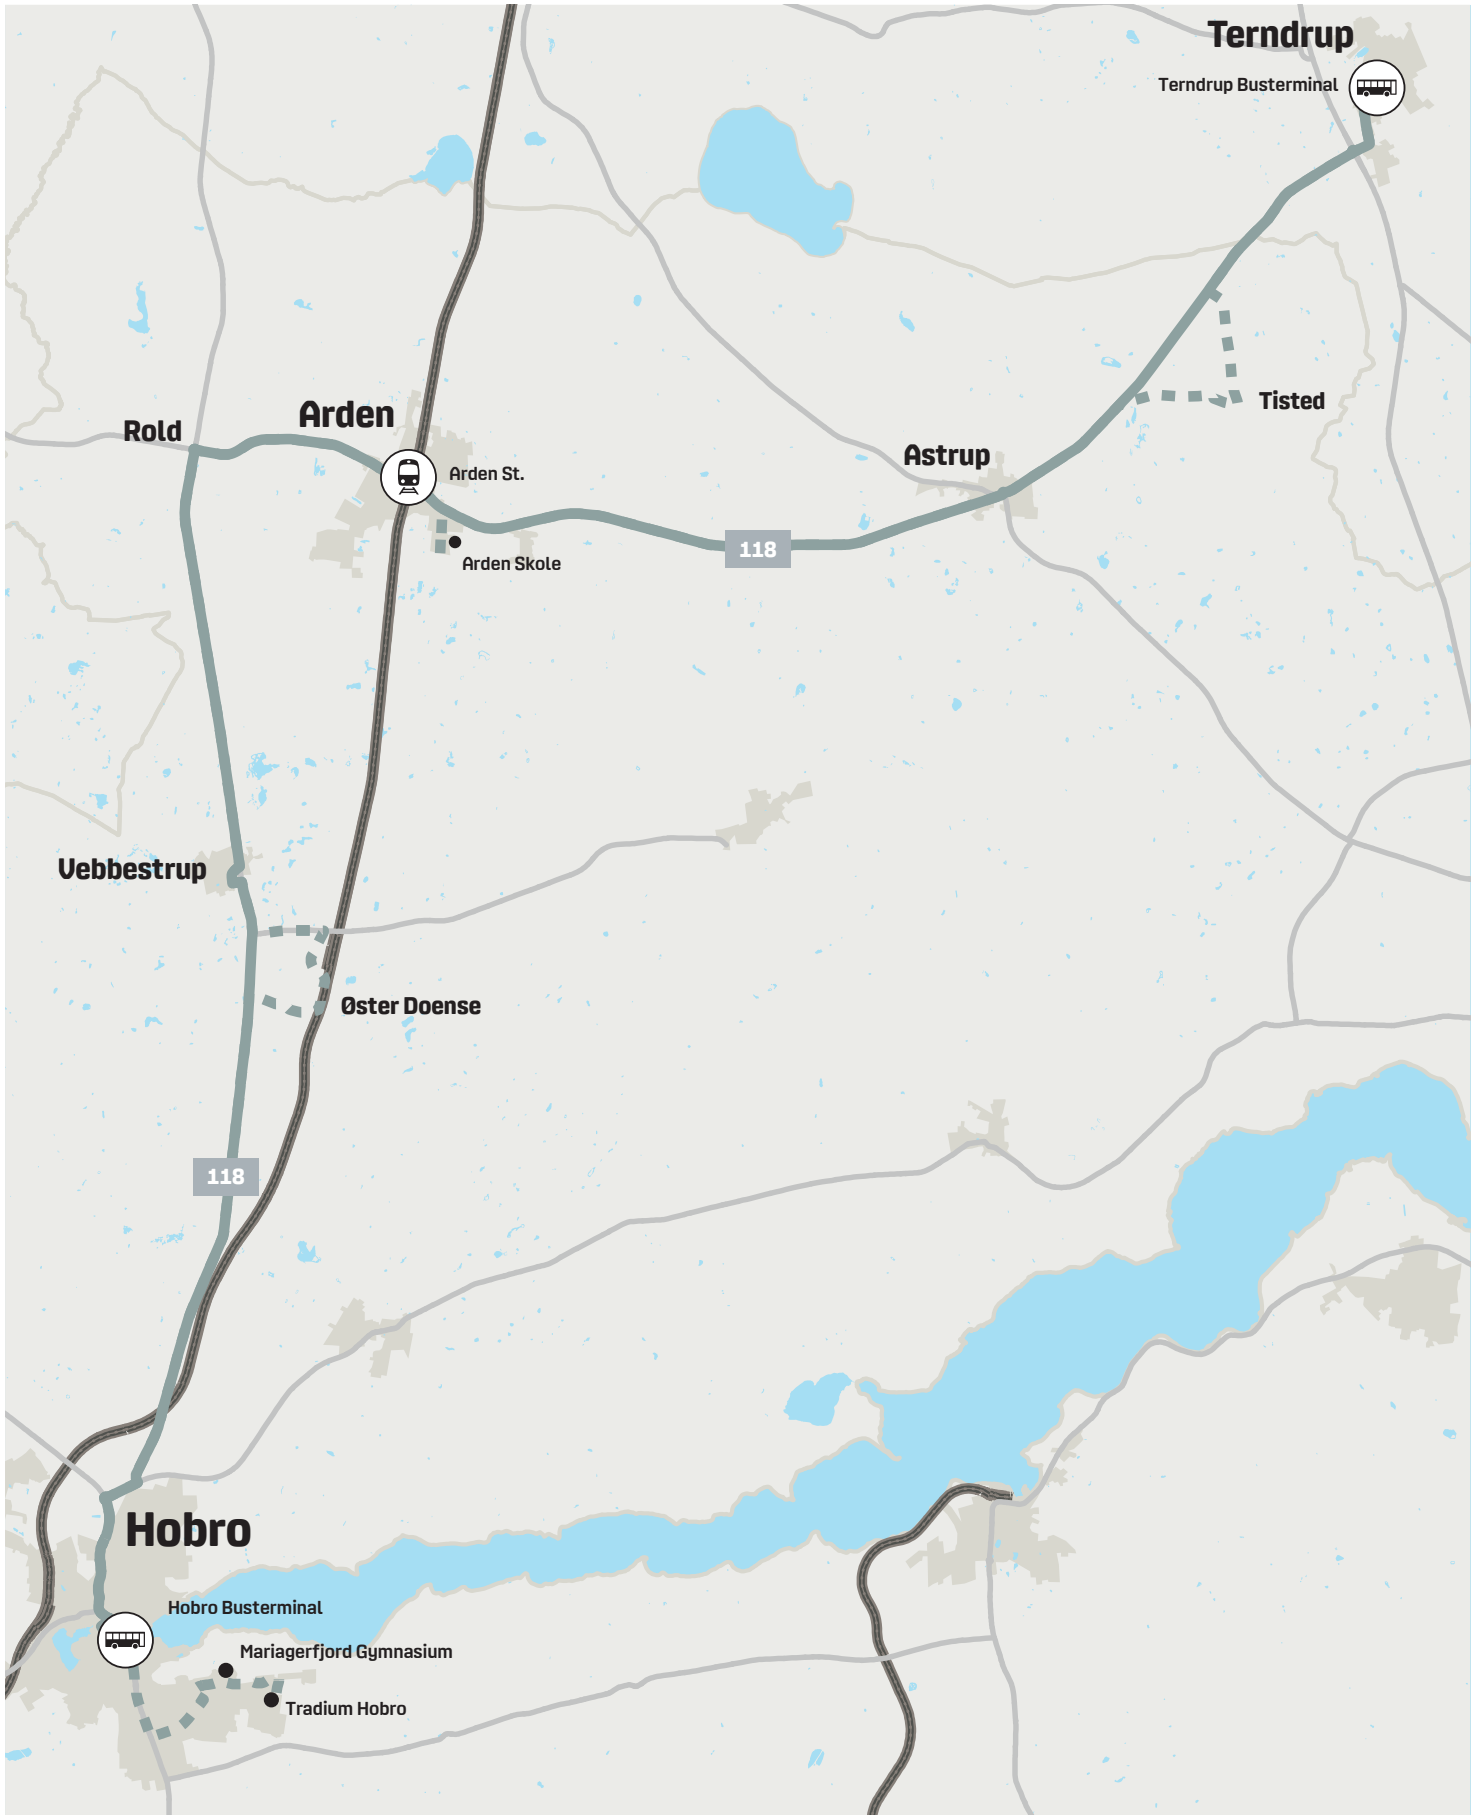 Terndrup
Terndrup Busterminal
Tisted
Arden
Rold
Astrup
Arden St.
118
Arden Skole
Vebbestrup
Øster Doense
118
Hobro
Hobro Busterminal
Mariagerfjord Gymnasium
Tradium Hobro